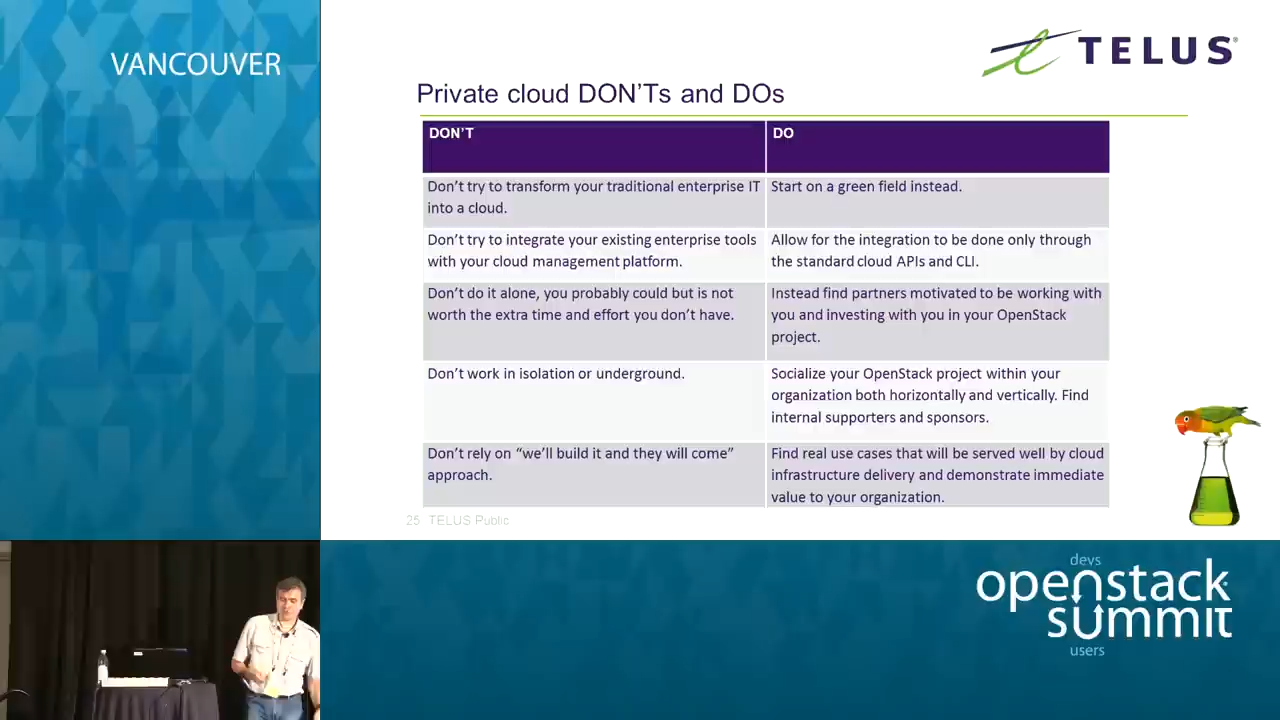 VANCOUVER
TELUS®
Private cloud DON'Ts and DOs
DON'T
DO
Don't try to transform your traditional enterprise IT
into a cloud.
Start on a green field instead.
Don't try to integrate your existing enterprise tools
with your cloud management platform.
Allow for the integration to be done only through
the standard cloud APIs and CLI.
Don't do it alone, you probably could but is not
worth the extra time and effort you don't have.
Instead find partners motivated to be working with
you and investing with you in your OpenStack
project.
Don't work in isolation or underground.
Socialize your OpenStack project within your
organization both horizontally and vertically. Find
internal supporters and sponsors.
Don't rely on “we'll build it and they will come”
approach.
Find real use cases that will be served well by cloud
infrastructure delivery and demonstrate immediate
value to your organization.
25 TELUS Public
devs
openstack
summit
users